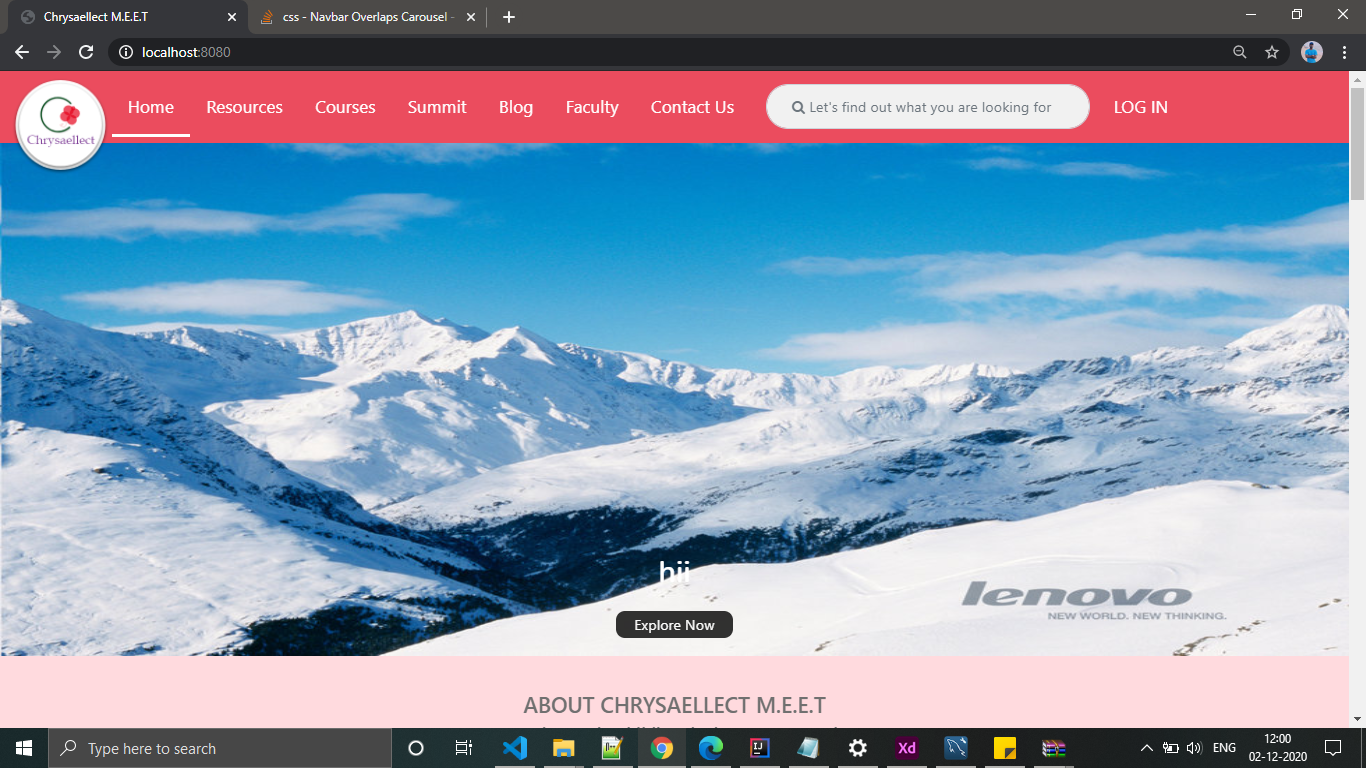 Chrysaellect M.E.E.T
css - Navbar Overlaps Carousel -
localhost:8080
Chrysaellect
Home
Resources
Courses
Summit
Blog
Faculty
Contact Us
Let's find out what you are looking for
LOG IN
hii
lenovo
NEW WORLD. NEW THINKING.
Explore Now
ABOUT CHRYSAELLECT M.E.E.T
Type here to search
IJ
Xd
ENG
12:00
02-12-2020